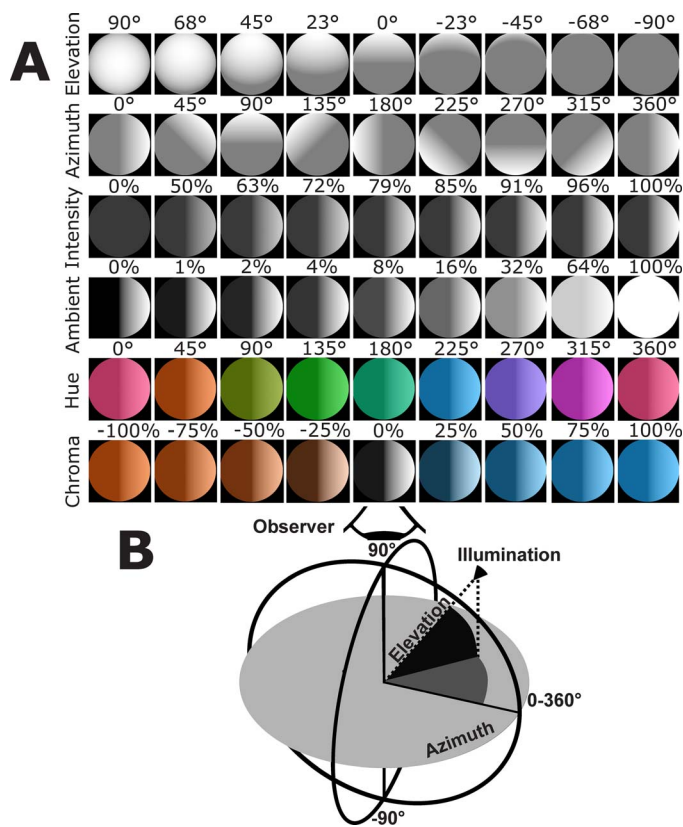 90° 68° 45° 23° 0° -23° -45° -68° -90°
A
Elevation
0° 45° 90° 135° 180° 225° 270° 315° 360°
Azimuth
0% 50% 63% 72% 79% 85% 91% 96% 100%
Intensity
0% 1% 2% 4% 8% 16% 32% 64% 100%
Ambient
0° 45° 90° 135° 180° 225° 270° 315° 360°
Hue
-100% -75% -50% -25% 0% 25% 50% 75% 100%
Chroma
B
Observer
90°
Illumination
Elevation
0-360°
Azimuth
-90°